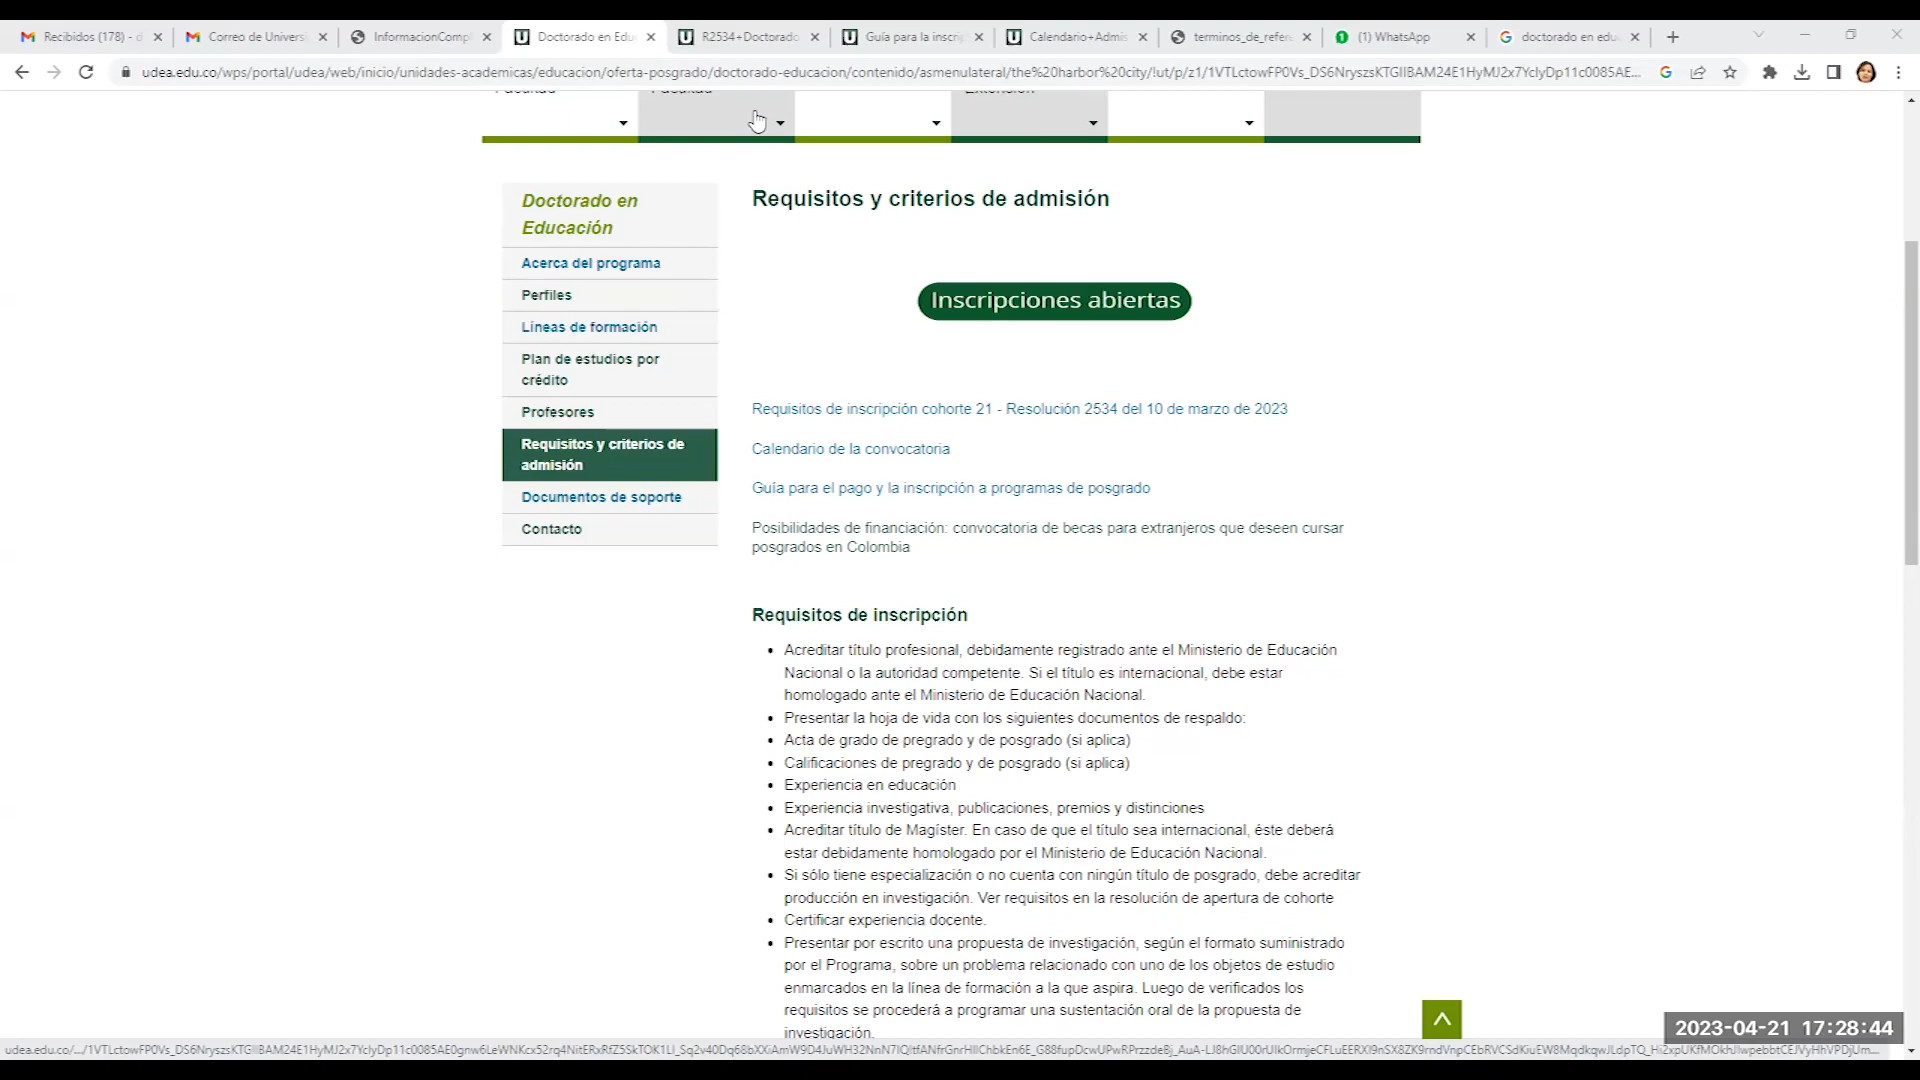 Recibidos (178) - d
Correo de Univers
InformacionCompl
Doctorado en Edu
R2534+Doctorado
Guía para la inscrip
Calendario+Admis
terminos_de_refer
(1) WhatsApp
doctorado en edu
udea.edu.co/wps/portal/udea/web/inicio/unidades-academicas/educacion/oferta-posgrado/doctorado-educacion/contenido/asmenulateral/the%20harbor%20city/!ut/p/z1/
Facultad
Facultad
Extensión
Doctorado en
Educación
Acerca del programa
Perfiles
Líneas de formación
Plan de estudios por
crédito
Profesores
Requisitos y criterios de
admisión
Documentos de soporte
Contacto
Requisitos y criterios de admisión
Inscripciones abiertas
Requisitos de inscripción cohorte 21 - Resolución 2534 del 10 de marzo de 2023
Calendario de la convocatoria
Guía para el pago y la inscripción a programas de posgrado
Posibilidades de financiación: convocatoria de becas para extranjeros que deseen cursar
posgrados en Colombia
Requisitos de inscripción
Acreditar título profesional, debidamente registrado ante el Ministerio de Educación
Nacional o la autoridad competente. Si el título es internacional, debe estar
homologado ante el Ministerio de Educación Nacional.
Presentar la hoja de vida con los siguientes documentos de respaldo:
Acta de grado de pregrado y de posgrado (si aplica)
Calificaciones de pregrado y de posgrado (si aplica)
Experiencia en educación
Experiencia investigativa, publicaciones, premios y distinciones
Acreditar título de Magíster. En caso de que el título sea internacional, éste deberá
estar debidamente homologado por el Ministerio de Educación Nacional.
Si sólo tiene especialización o no cuenta con ningún título de posgrado, debe acreditar
producción en investigación. Ver requisitos en la resolución de apertura de cohorte
Certificar experiencia docente.
Presentar por escrito una propuesta de investigación, según el formato suministrado
por el Programa, sobre un problema relacionado con uno de los objetos de estudio
enmarcados en la línea de formación a la que aspira. Luego de verificados los
requisitos se procederá a programar una sustentación oral de la propuesta de
investigación.
2023-04-21 17:28:44